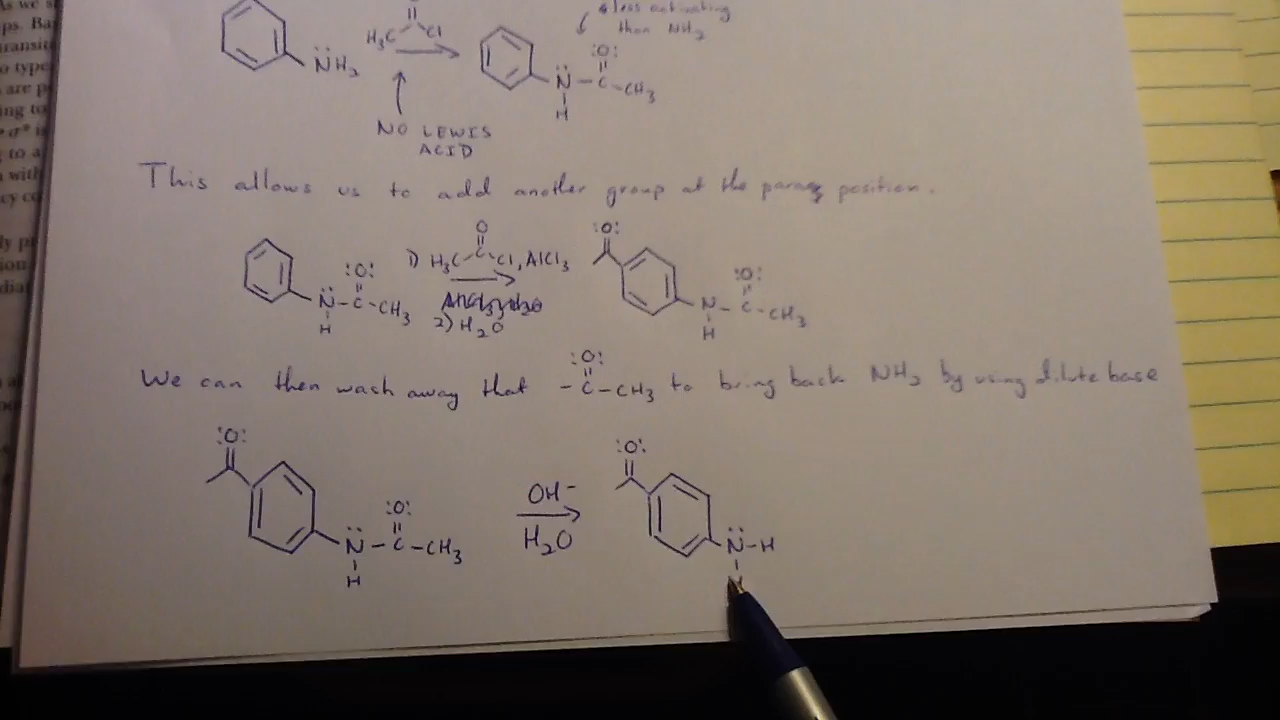 * less activating
than NH2
H3C Cl
NH2
:O:
N - C - CH3
H
NO LEWIS
ACID
This allows us to add another group at the para position.
:O:
N - C - CH3
H
1) H3C O Cl, AlCl3
2) H2O
:O:
:O:
N - C - CH3
H
We can then wash away that :O: -C-CH3 to bring back NH2 by using dilute base
:O:
:O:
N - C - CH3
H
OH-
H2O
:O:
N-H